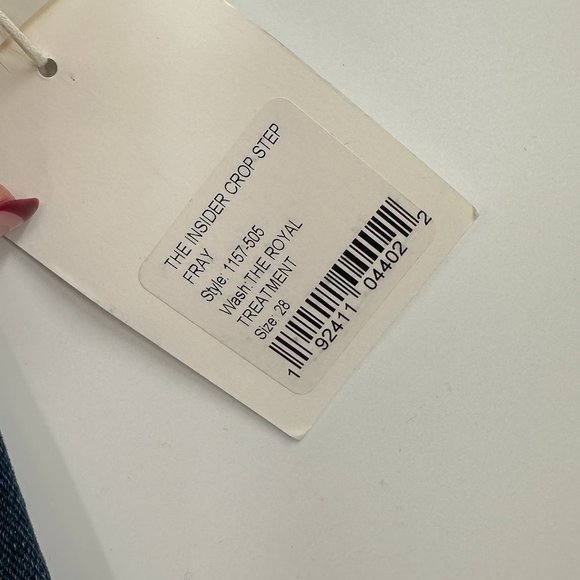 THE INSIDER CROP STEP
FRAY
Style: 1157-505
Wash:THE ROYAL
TREATMENT
Size: 28
1 92411 04402 2